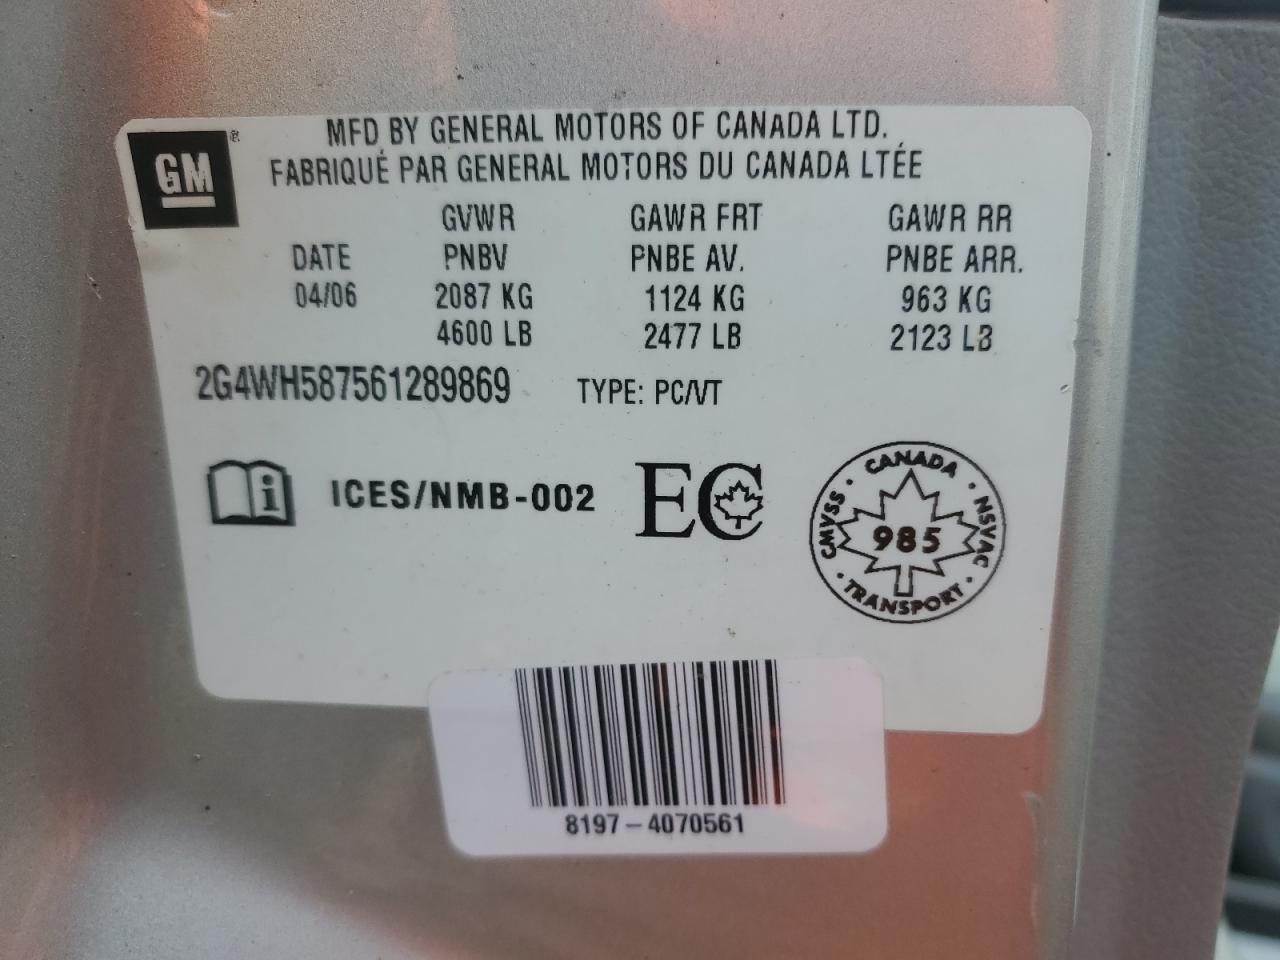 GM®
MFD BY GENERAL MOTORS OF CANADA LTD.
FABRIQUÉ PAR GENERAL MOTORS DU CANADA LTÉE
GVWR GAWR FRT GAWR RR
DATE PNBV PNBE AV. PNBE ARR.
04/06 2087 KG 1124 KG 963 KG
4600 LB 2477 LB 2123 LB
2G4WH587561289869 TYPE: PC/VT
i ICES/NMB-002 EC
CANADA
CMVSS · 985 · NSVAC
TRANSPORT
8197-4070561